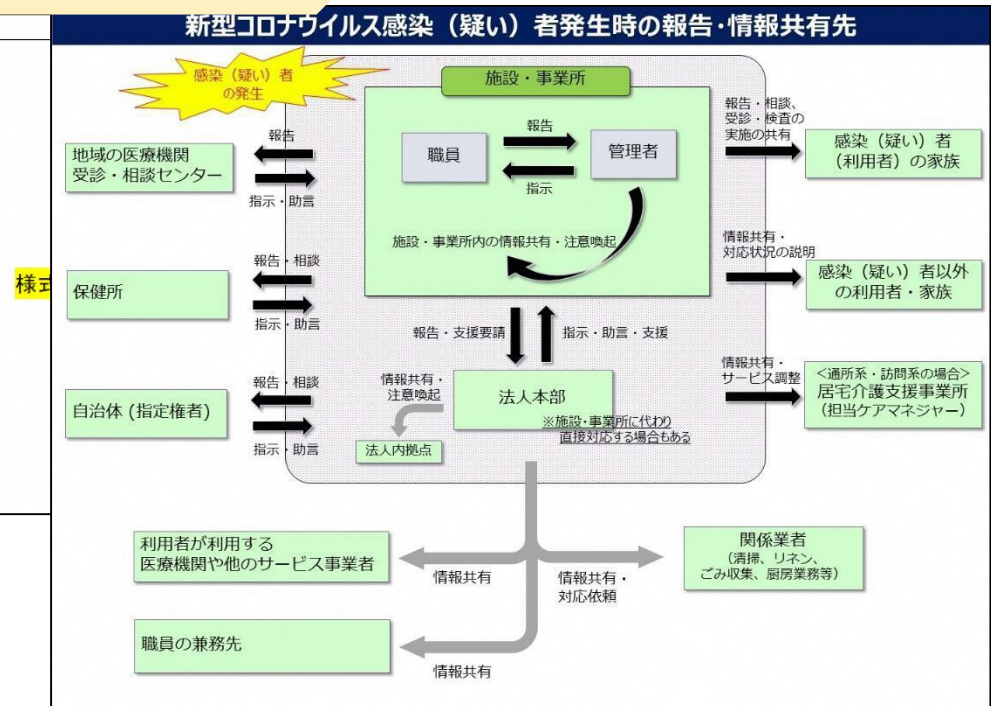 新型コロナウイルス感染（疑い）者発生時の報告・情報共有先
感染（疑い）者
の発生
施設・事業所
職員
報告
指示
管理者
施設・事業所内の情報共有・注意喚起
地域の医療機関
受診・相談センター
報告
指示・助言
保健所
報告・相談
指示・助言
自治体 (指定権者)
報告・相談
指示・助言
報告・相談、
受診・検査の
実施の共有
感染（疑い）者
（利用者）の家族
情報共有・
対応状況の説明
感染（疑い）者以外
の利用者・家族
情報共有・
サービス調整
＜通所系・訪問系の場合＞
居宅介護支援事業所
（担当ケアマネジャー）
報告・支援要請
指示・助言・支援
情報共有・
注意喚起
法人本部
※施設・事業所に代わり
直接対応する場合もある
法人内拠点
利用者が利用する
医療機関や他のサービス事業者
情報共有
情報共有・
対応依頼
関係業者
（清掃、リネン、
ごみ収集、厨房業務等）
職員の兼務先
情報共有
様式